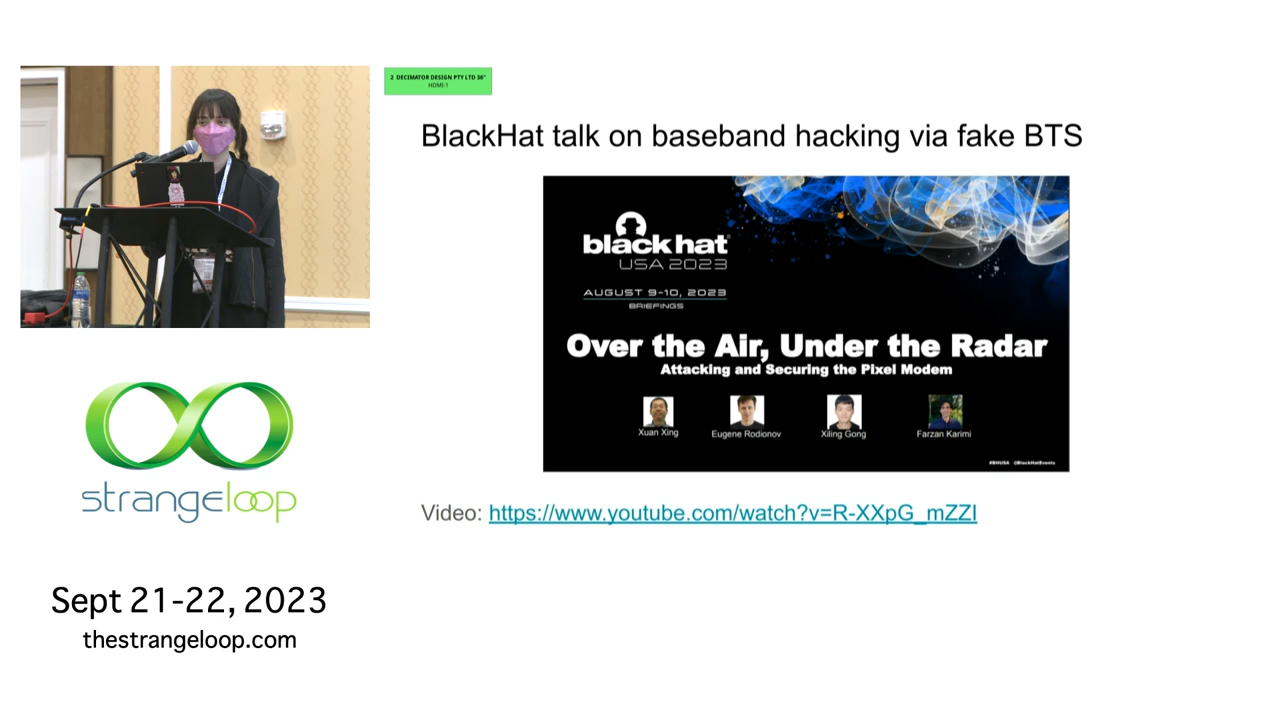 2 DECIMATOR DESIGN PTY LTD 36"
HDMI-1
BlackHat talk on baseband hacking via fake BTS
black hat
USA 2023
AUGUST 9-10, 2023
BRIEFINGS
Over the Air, Under the Radar
Attacking and Securing the Pixel Modem
Xuan Xing
Eugene Rodionov
Xiling Gong
Farzan Karimi
#BHUSA @BlackHatEvents
Video: https://www.youtube.com/watch?v=R-XXpG_mZZI
strangeloop
Sept 21-22, 2023
thestrangeloop.com